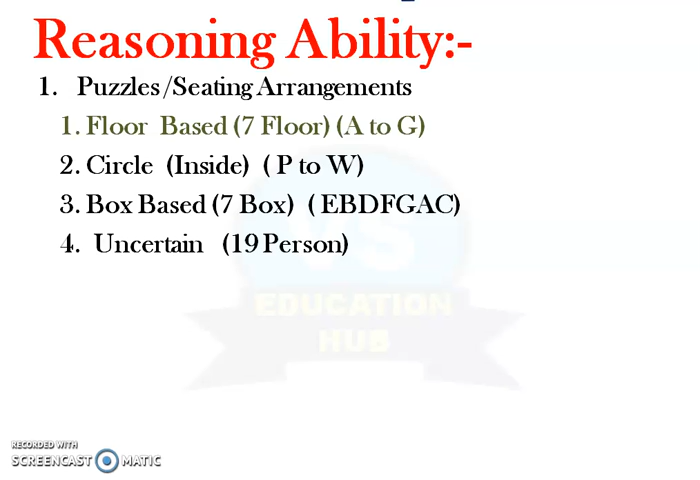 Reasoning Ability:-
1. Puzzles /Seating Arrangements
1. Floor Based (7 Floor) (A to G)
2. Circle (Inside) ( P to W)
3. Box Based (7 Box) ( EBDFGAC)
4. Uncertain (19 Person)
VS
EDUCATION
HUB
RECORDED WITH
SCREENCAST MATIC